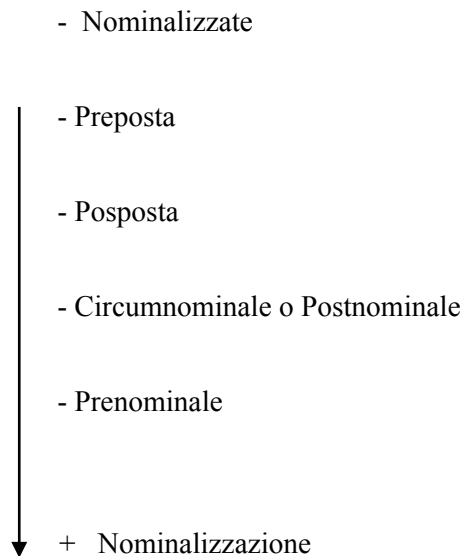 - Nominalizzate
- Preposta
- Posposta
- Circumnominale o Postnominale
- Prenominale
+ Nominalizzazione